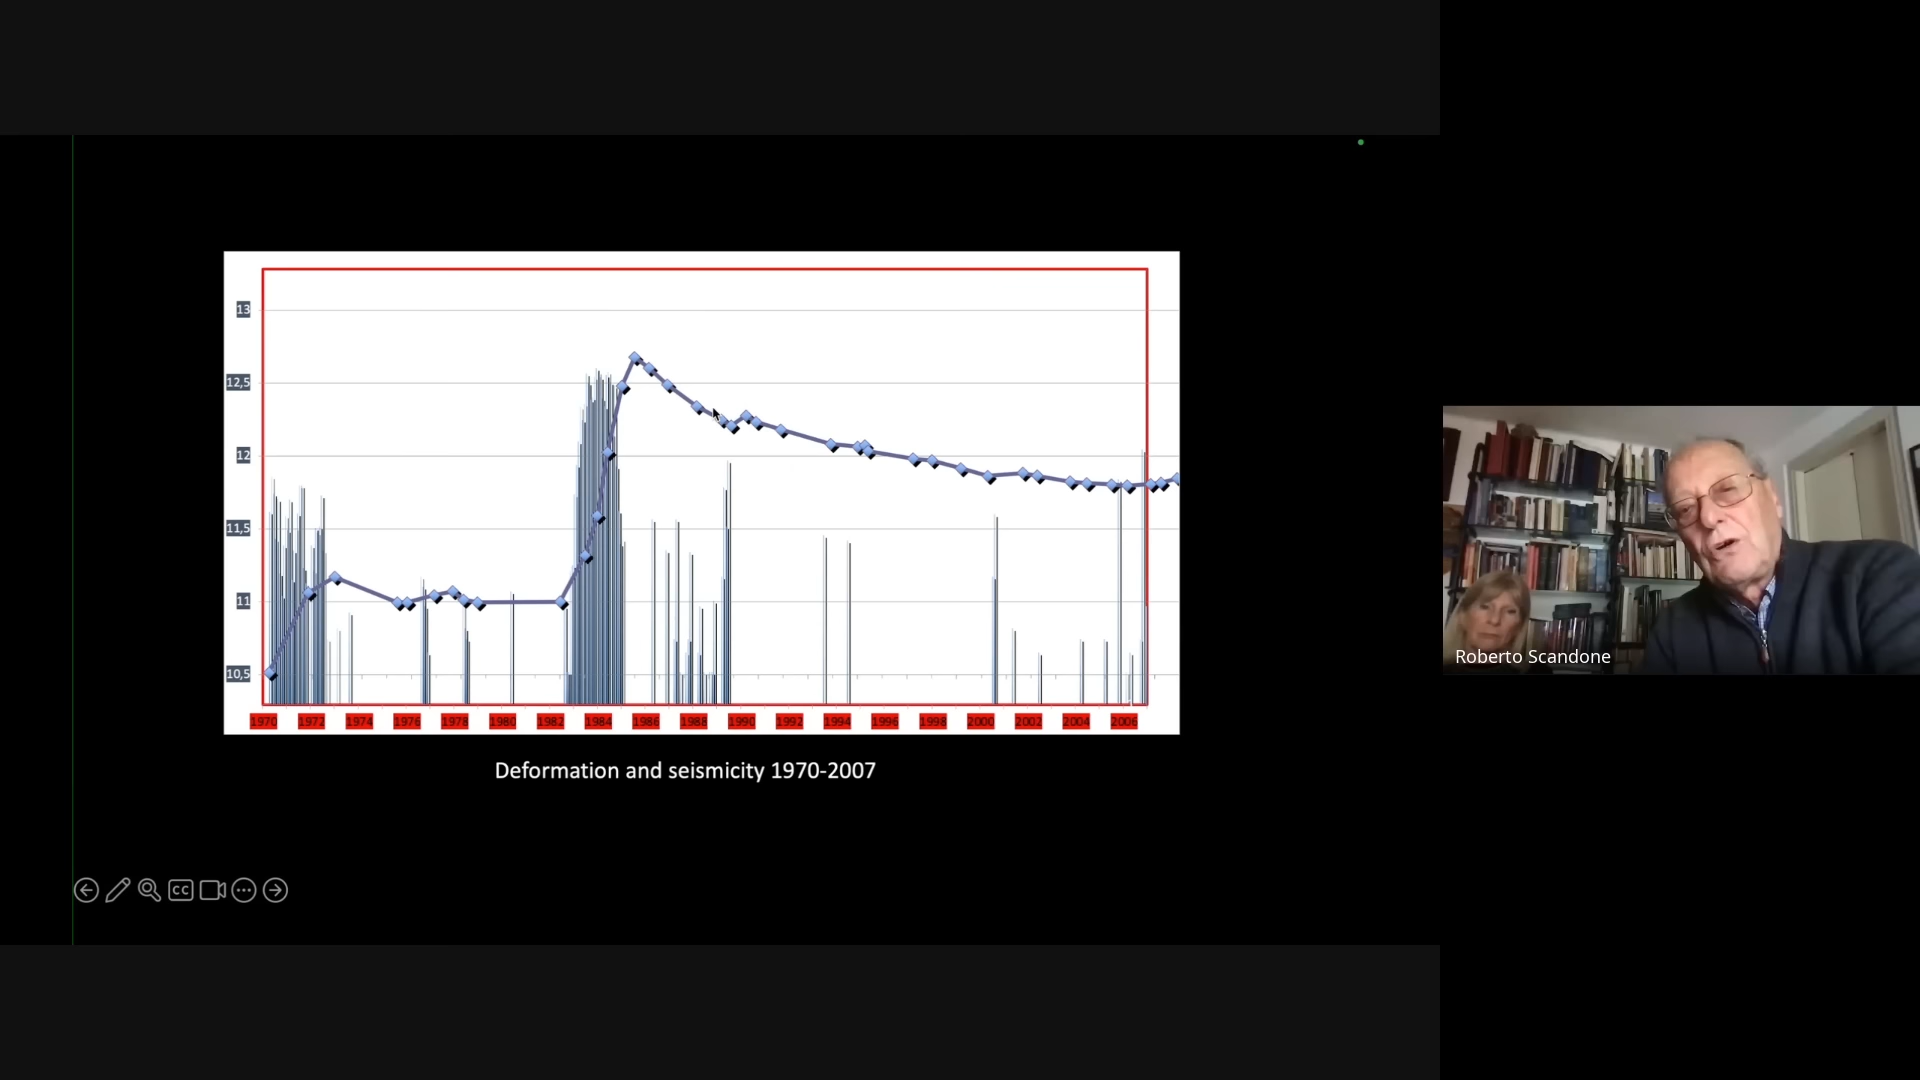 13
12,5
12
11,5
11
10,5
1970 1972 1974 1976 1978 1980 1982 1984 1986 1988 1990 1992 1994 1996 1998 2000 2002 2004 2006
Deformation and seismicity 1970-2007
CC
Roberto Scandone